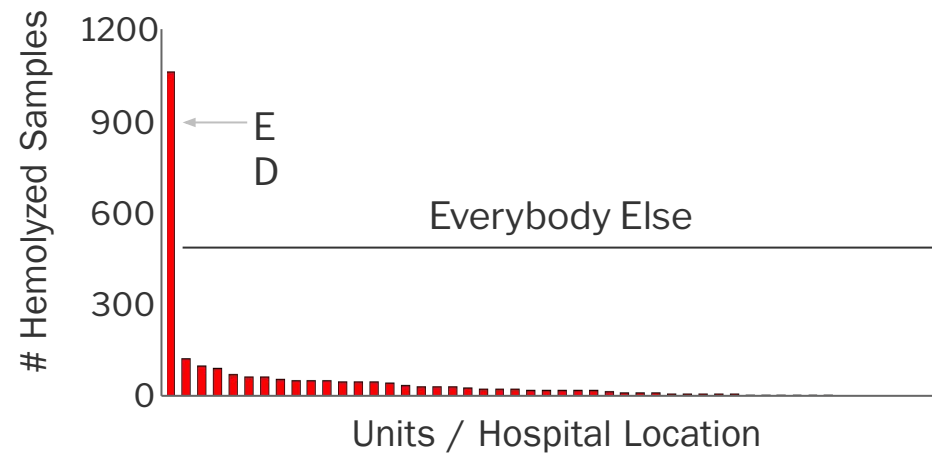 # Hemolyzed Samples
1200
900
600
300
0
E
D
Everybody Else
Units / Hospital Location